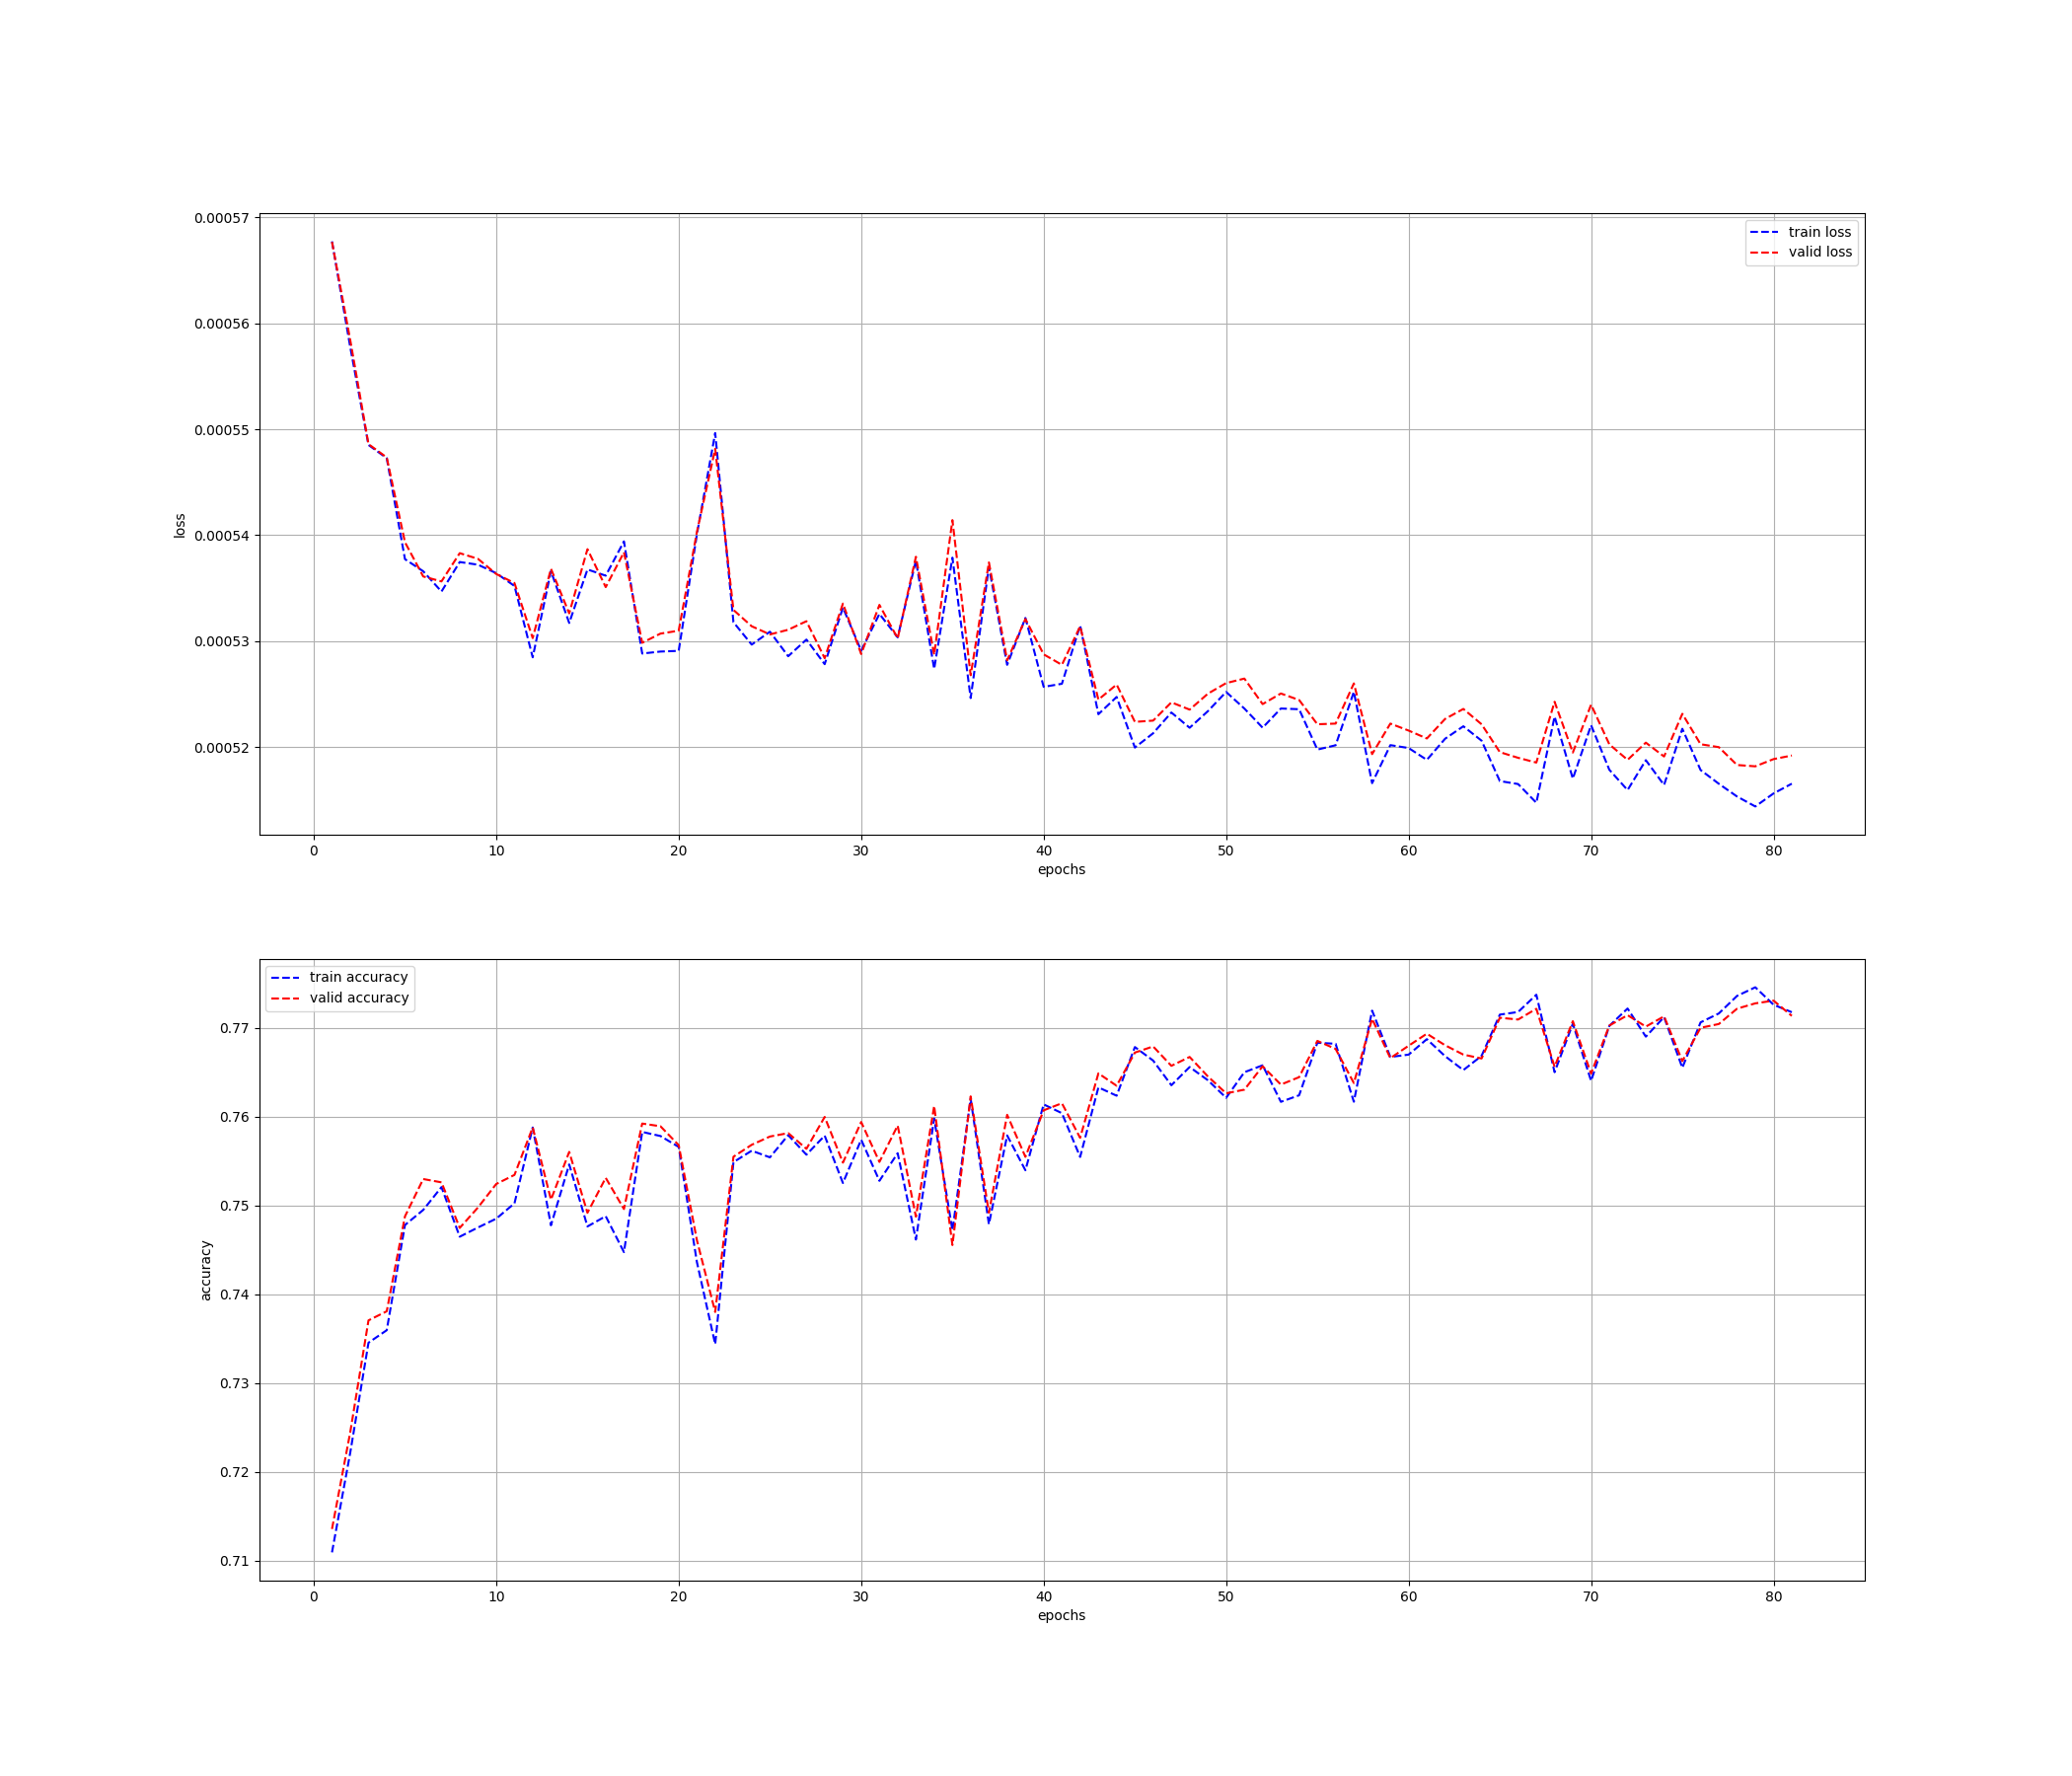 0.00057
train loss
valid loss
0.00056
0.00055
loss
0.00054
0.00053
0.00052
0 10 20 30 40 50 60 70 80
epochs
train accuracy
valid accuracy
0.77
0.76
0.75
accuracy
0.74
0.73
0.72
0.71
0 10 20 30 40 50 60 70 80
epochs